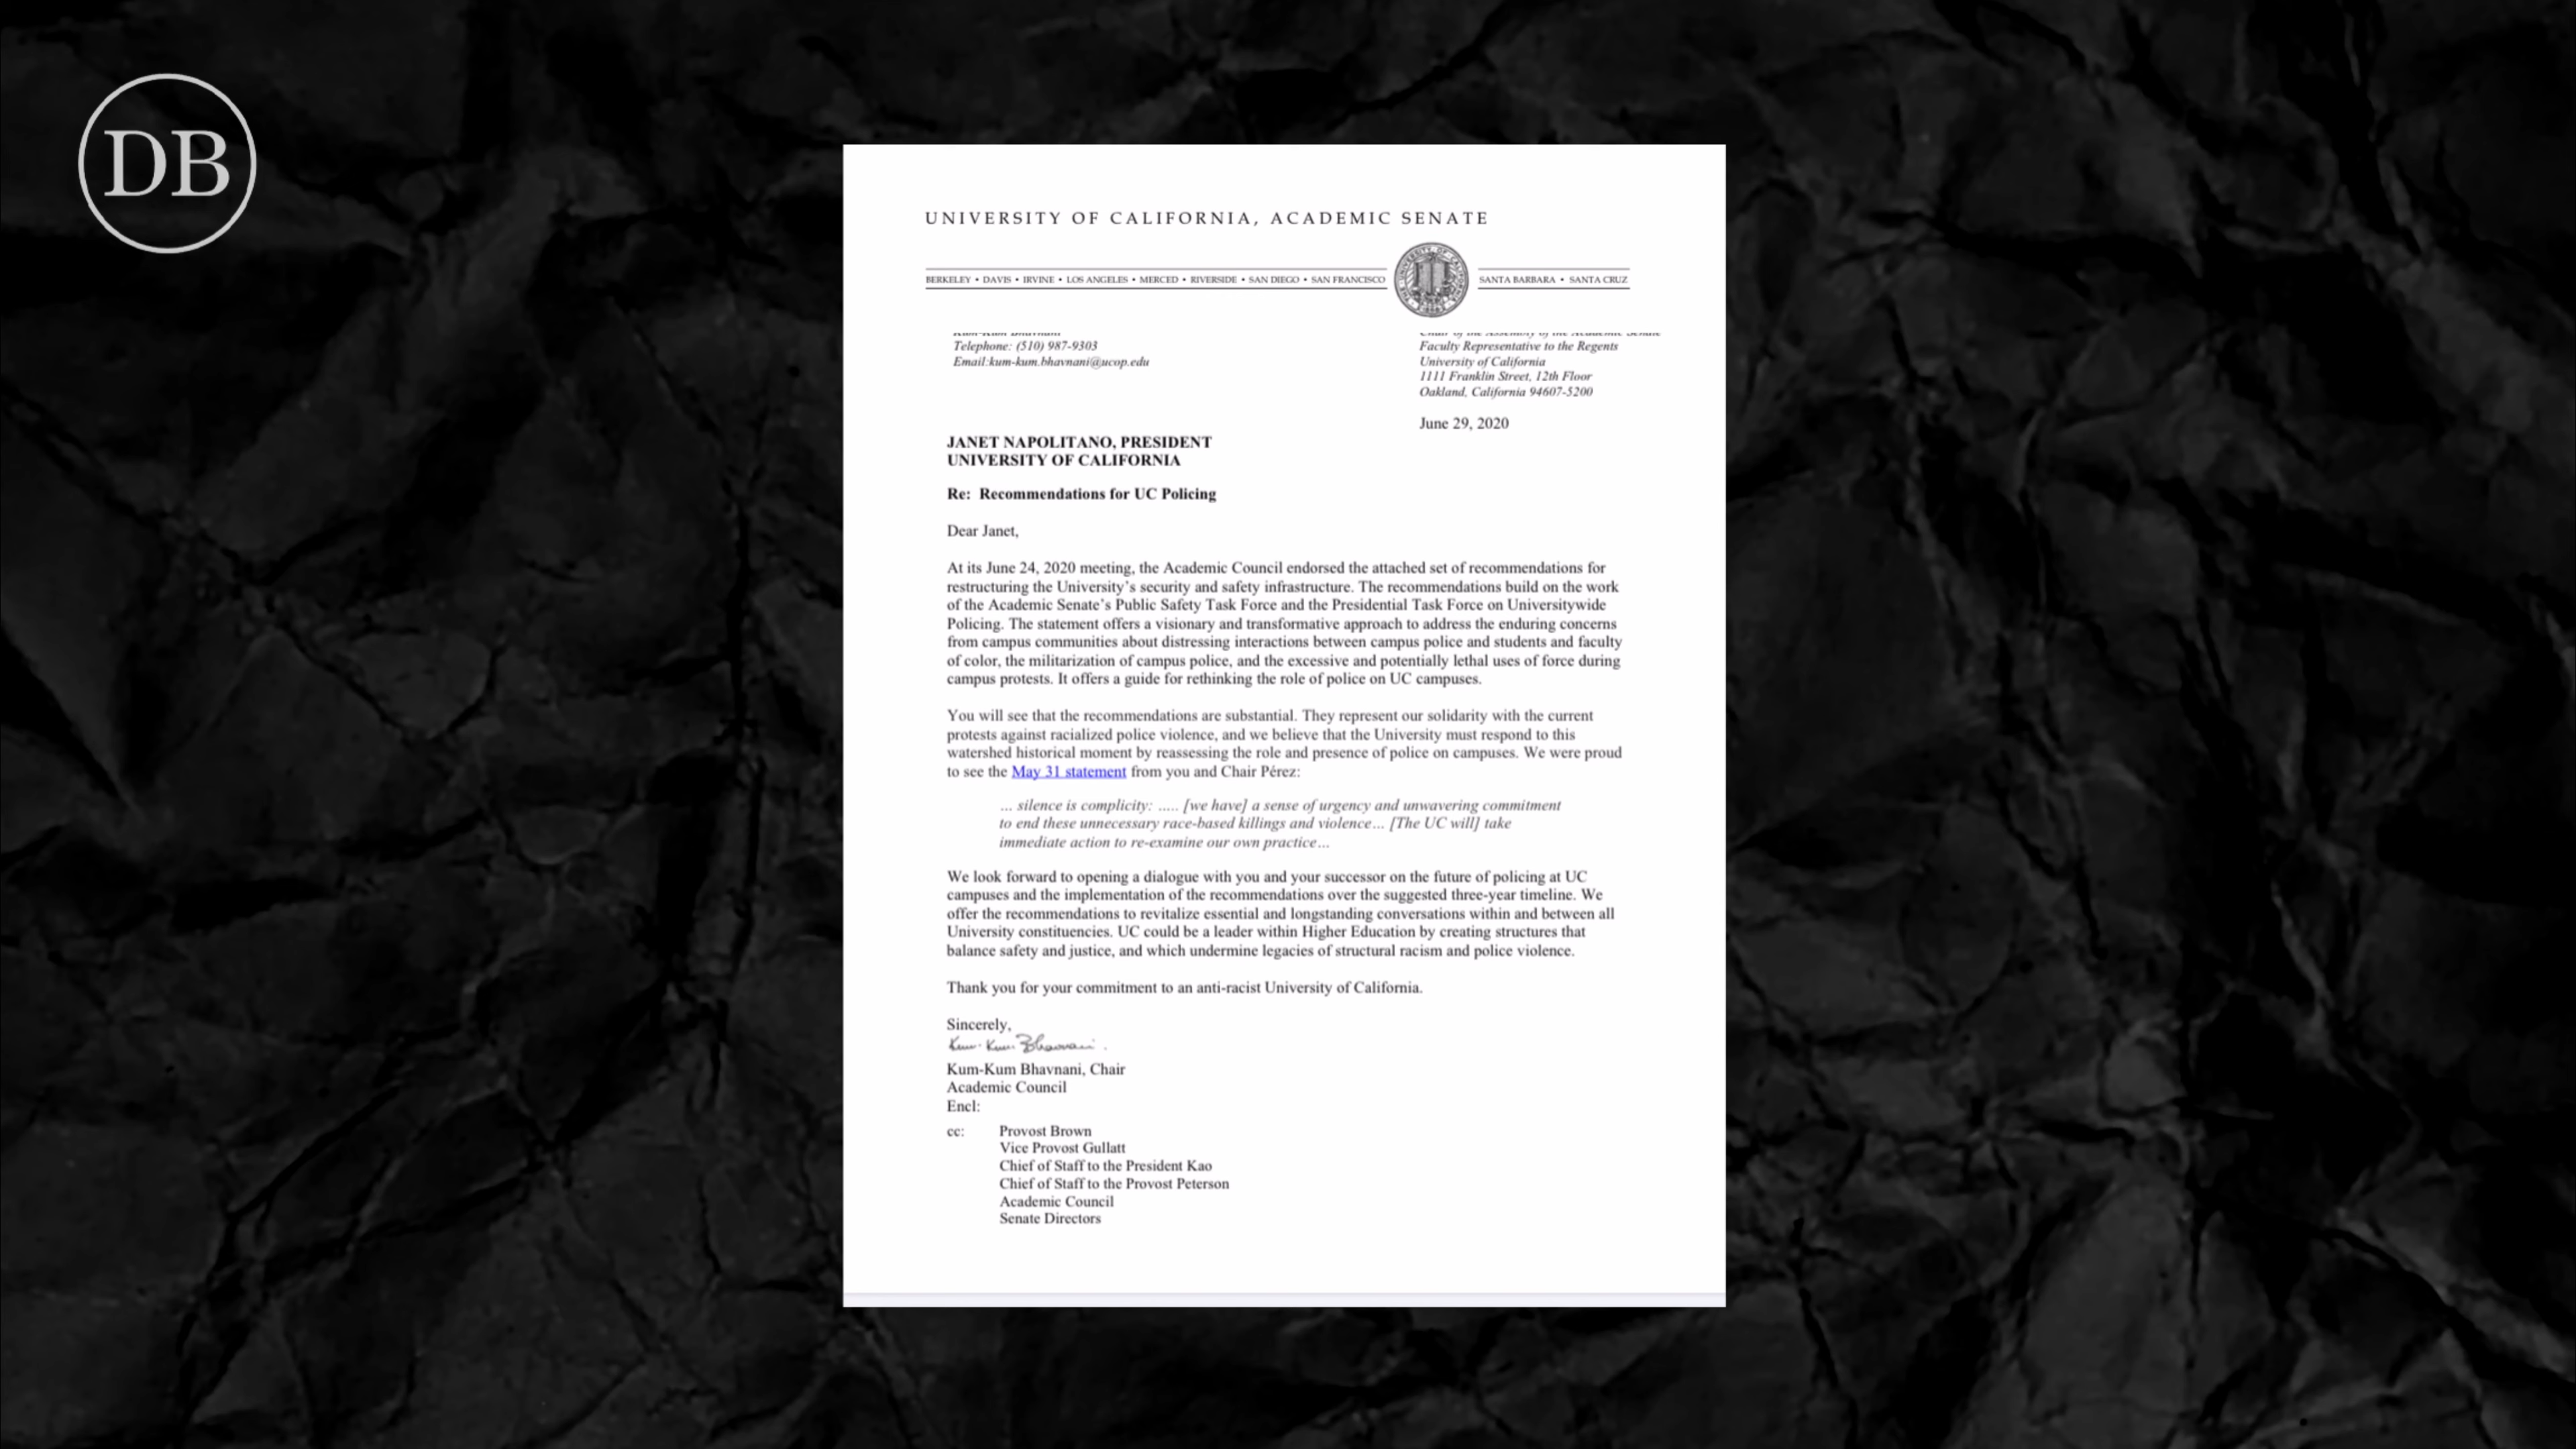 DB
UNIVERSITY OF CALIFORNIA, ACADEMIC SENATE
BERKELEY • DAVIS • IRVINE • LOS ANGELES • MERCED • RIVERSIDE • SAN DIEGO • SAN FRANCISCO
SANTA BARBARA • SANTA CRUZ
Kum-Kum Bhavnani
Telephone: (510) 987-9303
Email:kum-kum.bhavnani@ucop.edu
Chair of the Assembly of the Academic Senate
Faculty Representative to the Regents
University of California
1111 Franklin Street, 12th Floor
Oakland, California 94607-5200
June 29, 2020
JANET NAPOLITANO, PRESIDENT
UNIVERSITY OF CALIFORNIA
Re: Recommendations for UC Policing
Dear Janet,
At its June 24, 2020 meeting, the Academic Council endorsed the attached set of recommendations for
restructuring the University’s security and safety infrastructure. The recommendations build on the work
of the Academic Senate’s Public Safety Task Force and the Presidential Task Force on Universitywide
Policing. The statement offers a visionary and transformative approach to address the enduring concerns
from campus communities about distressing interactions between campus police and students and faculty
of color, the militarization of campus police, and the excessive and potentially lethal uses of force during
campus protests. It offers a guide for rethinking the role of police on UC campuses.
You will see that the recommendations are substantial. They represent our solidarity with the current
protests against racialized police violence, and we believe that the University must respond to this
watershed historical moment by reassessing the role and presence of police on campuses. We were proud
to see the May 31 statement from you and Chair Pérez:
... silence is complicity: ..... [we have] a sense of urgency and unwavering commitment
to end these unnecessary race-based killings and violence... [The UC will] take
immediate action to re-examine our own practice...
We look forward to opening a dialogue with you and your successor on the future of policing at UC
campuses and the implementation of the recommendations over the suggested three-year timeline. We
offer the recommendations to revitalize essential and longstanding conversations within and between all
University constituencies. UC could be a leader within Higher Education by creating structures that
balance safety and justice, and which undermine legacies of structural racism and police violence.
Thank you for your commitment to an anti-racist University of California.
Sincerely,
Kum-Kum Bhavnani
Kum-Kum Bhavnani, Chair
Academic Council
Encl:
cc: Provost Brown
Vice Provost Gullatt
Chief of Staff to the President Kao
Chief of Staff to the Provost Peterson
Academic Council
Senate Directors